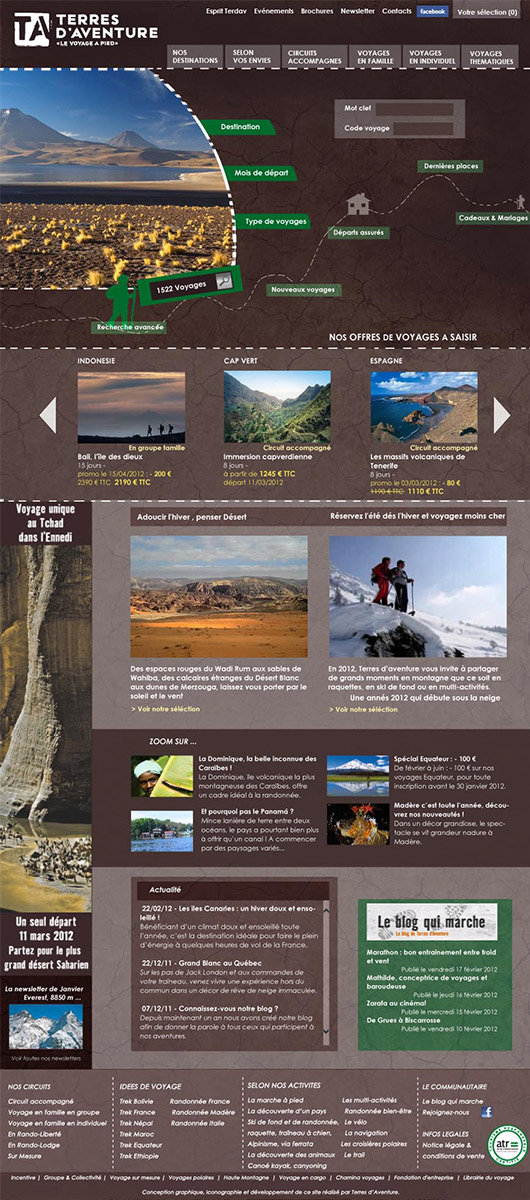 Esprit Terdav Evénements Brochures Newsletter Contacts facebook Votre sélection (0)
TA TERRES
D'AVENTURE
«LE VOYAGE A PIED»
NOS
DESTINATIONS
SELON
VOS ENVIES
CIRCUITS
ACCOMPAGNES
VOYAGES
EN FAMILLE
VOYAGES
EN INDIVIDUEL
VOYAGES
THEMATIQUES
Mot clef
Code voyage
Destination
Mois de départ
Type de voyages
1522 Voyages
Recherche avancée
Nouveaux voyages
Départs assurés
Dernières places
Cadeaux & Mariages
NOS OFFRES DE VOYAGES A SAISIR
INDONESIE
En groupe famille
Bali, l'île des dieux
15 jours -
promo le 15/04/2012 : - 200 €
2390 € TTC 2190 € TTC
CAP VERT
Circuit accompagné
Immersion capverdienne
8 jours -
à partir de 1245 € TTC
départ 11/03/2012
ESPAGNE
Circuit accompagné
Les massifs volcaniques de
Tenerife
8 jours -
promo le 03/03/2012 : - 80 €
1190 € TTC 1110 € TTC
Voyage unique
au Tchad
dans l'Ennedi
Un seul départ
11 mars 2012
Partez pour le plus
grand désert Saharien
La newsletter de Janvier
Everest, 8850 m ...
Voir toutes nos newsletters
Adoucir l'hiver , penser Désert
Des espaces rouges du Wadi Rum aux sables de
Wahiba, des calcaires étranges du Désert Blanc
aux dunes de Merzouga, laissez vous porter par le
soleil et le vent
> Voir notre séléction
Réservez l'été dés l'hiver et voyagez moins cher
En 2012, Terres d'aventure vous invite à partager
de grands moments en montagne que ce soit en
raquettes, en ski de fond ou en multi-activités.
Une annés 2012 qui débute sous la neige
> Voir notre séléction
ZOOM SUR ...
La Dominique, la belle inconnue des
Caraïbes !
La Dominique, île volcanique la plus
montagneuse des Caraïbes, offre
un cadre idéal à la randonnée.
Et pourquoi pas le Panama ?
Mince lanière de terre entre deux
océans, le pays a pourtant bien plus
à offrir qu'un canal ! A commencer
par des paysages variés...
Spécial Equateur : - 100 €
De février à juin : - 100 € sur nos
voyages Equateur, pour toute
inscription avant le 30 janvier 2012.
Madère c'est toute l'année, décou-
vrez nos nouveautés !
Dans un décor grandiose, le spec-
tacle se vit grandeur nature à
Madère.
Actualité
22/02/12 - Les îles Canaries : un hiver doux et enso-
leillé !
Bénéficiant d'un climat doux et ensoleillé toute
l'année, c'est la destination idéale pour faire le plein
d'énergie à quelques heures de vol de la France.
22/12/11 - Grand Blanc au Québec
Sur les pas de Jack London et aux commandes de
votre traîneau, venez vivre une expérience hors du
commun dans un décor de rêve de neige immaculée.
07/12/11 - Connaissez-vous notre blog ?
Depuis maintenant un an nous avons créé notre blog
afin de donner la parole à tous ceux qui participent à
nos aventures.
Le blog qui marche
Le blog de Terres d'Aventure
Marathon : bon entrainement entre froid
et vent
Publié le vendredi 17 février 2012
Mathilde, conceptrice de voyages et
baroudeuse
Publié le jeudi 16 février 2012
Zarafa au cinéma!
Publié le mercredi 15 février 2012
De Grues à Biscarrosse
Publié le vendredi 10 février 2012
NOS CIRCUITS
Circuit accompagné
Voyage en famille en groupe
Voyage en famille en individuel
En Rando-Liberté
En Rando-Lodge
Sur Mesure
IDEES DE VOYAGE
Trek Bolivie Randonnée France
Trek France Randonnée Madère
Trek Népal Randonnée Italie
Trek Maroc
Trek Equateur
Trek Ethiopie
SELON NOS ACTIVITES
La marche à pied Les multi-activités
La découverte d'un pays Randonnée bien-être
Ski de fond et de randonnée, Le vélo
raquette, traîneau à chien, La navigation
Alpinisme, via ferrata Les croisières polaires
La découverte des animaux Le trail
Canoë kayak, canyoning
LE COMMUNAUTAIRE
Le blog qui marche
Rejoignez-nous f
INFOS LEGALES
Notice légale &
conditions de vente
atr
Incentive | Groupe & Collectivité | Voyage sur mesure | Voyages polaires | Haute Montagne | Voyage en cargo | Chamina voyages | Fondation d'entreprise | Librairie du voyage
Conception graphique, iconographie et développement de ce site réalisé par Terres d'Aventure.